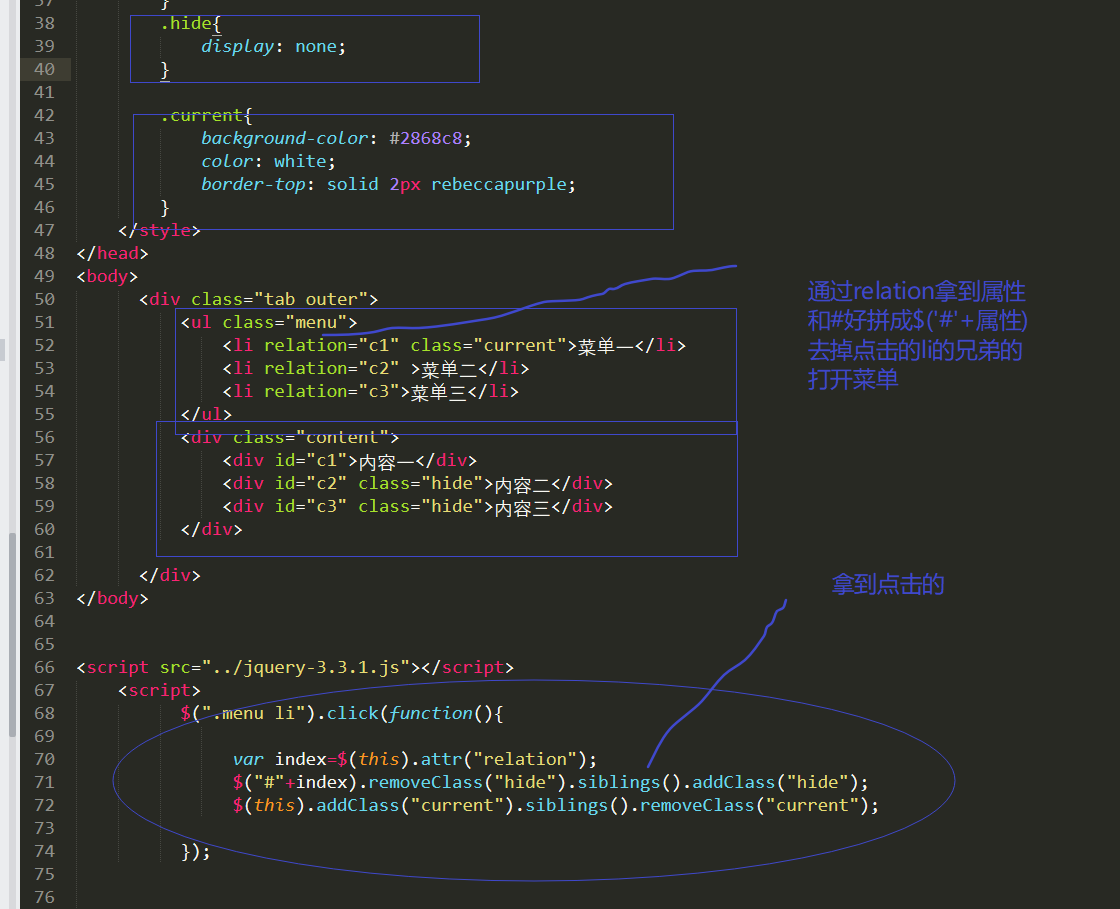 37 }
38 .hide{
39 display: none;
40 }
41
42 .current{
43 background-color: #2868c8;
44 color: white;
45 border-top: solid 2px rebeccapurple;
46 }
47 </style>
48 </head>
49 <body>
50 <div class="tab_outer">
51 <ul class="menu">
52 <li relation="c1" class="current">菜单一</li>
53 <li relation="c2" >菜单二</li>
54 <li relation="c3">菜单三</li>
55 </ul>
56 <div class="content">
57 <div id="c1">内容一</div>
58 <div id="c2" class="hide">内容二</div>
59 <div id="c3" class="hide">内容三</div>
60 </div>
61
62 </div>
63 </body>
64
65
66 <script src="../jquery-3.3.1.js"></script>
67 <script>
68 $(".menu li").click(function(){
69
70 var index=$(this).attr("relation");
71 $("#"+index).removeClass("hide").siblings().addClass("hide");
72 $(this).addClass("current").siblings().removeClass("current");
73
74 });
75
76
通过relation拿到属性
和#好拼成$('#'+属性)
去掉点击的li的兄弟的
打开菜单
拿到点击的